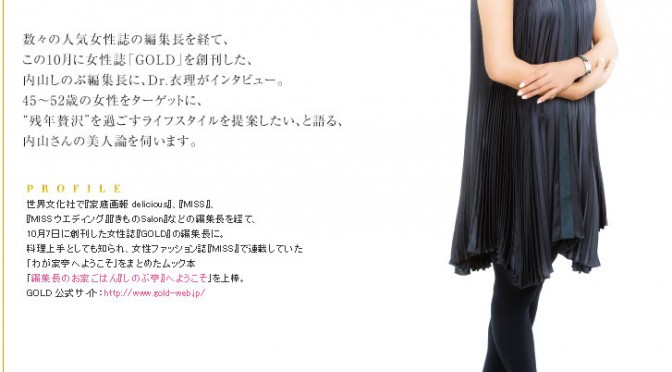 数々の人気女性誌の編集長を経て、
この10月に女性誌「GOLD」を創刊した、
内山しのぶ編集長に、Dr.衣理がインタビュー。
45〜52歳の女性をターゲットに、
“残年贅沢”を過ごすライフスタイルを提案したい、と語る、
内山さんの美人論を伺います。
PROFILE
世界文化社で『家庭画報 delicious』、『MISS』、
『MISSウエディング』『きものSalon』などの編集長を経て、
10月7日に創刊した女性誌『GOLD』の編集長に。
料理上手としても知られ、女性ファッション誌『MISS』で連載していた
「わが家亭へようこそ」をまとめたムック本
「編集長のお家ごはん『しのぶ亭』へようこそ」を上梓。
GOLD 公式サイト：http://www.gold-web.jp/